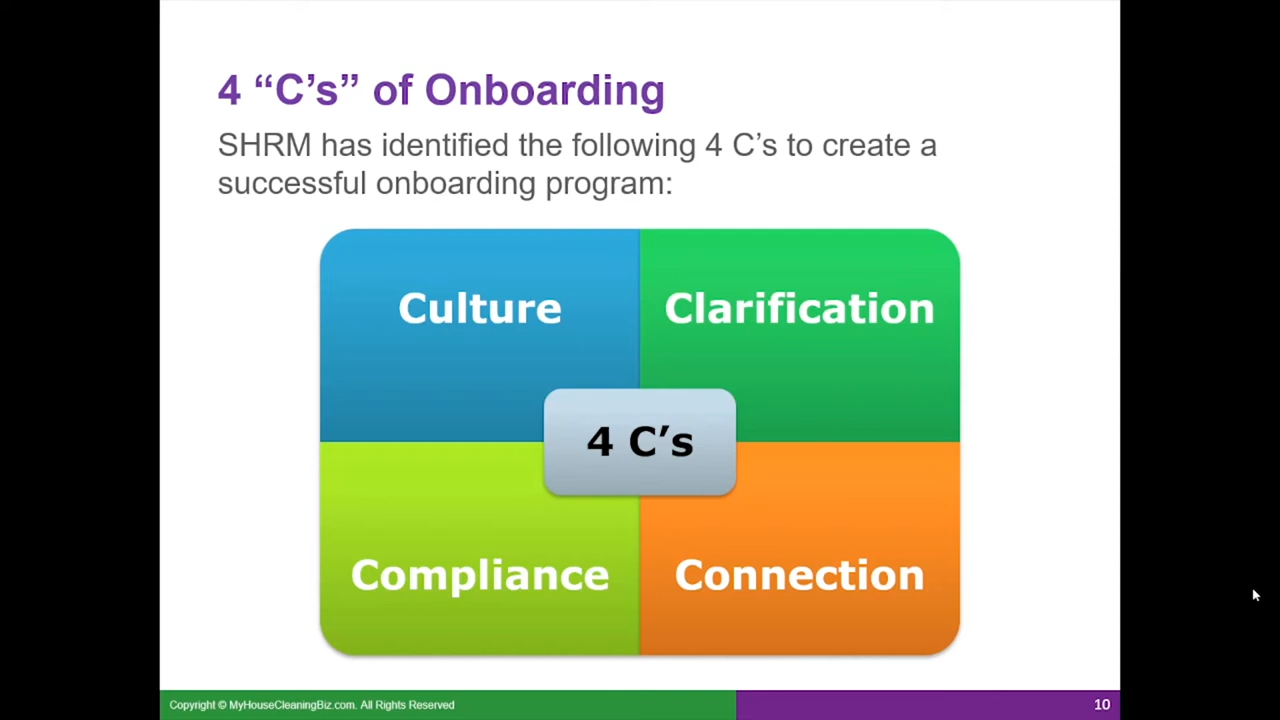 4 “C’s” of Onboarding
SHRM has identified the following 4 C’s to create a
successful onboarding program:
Culture
Clarification
4 C’s
Compliance
Connection
Copyright © MyHouseCleaningBiz.com. All Rights Reserved
10